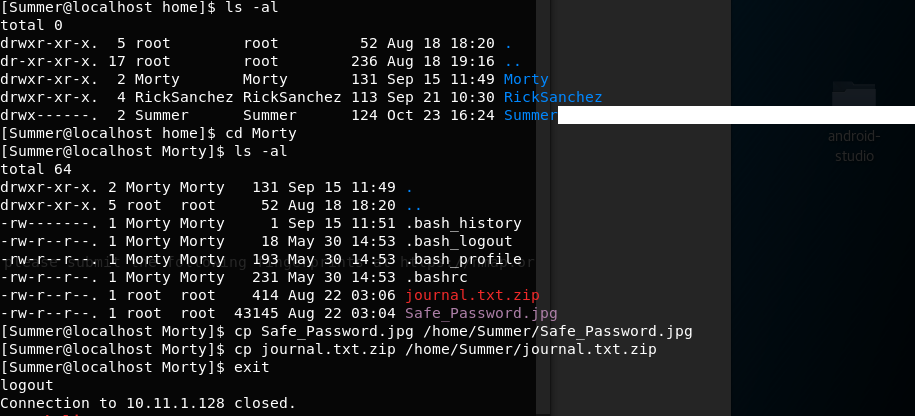 [Summer@localhost home]$ ls -al
total 0
drwxr-xr-x.  5 root        root         52 Aug 18 18:20 .
dr-xr-xr-x. 17 root        root        236 Aug 18 19:16 ..
drwxr-xr-x.  2 Morty       Morty       131 Sep 15 11:49 Morty
drwxr-xr-x.  4 RickSanchez RickSanchez 113 Sep 21 10:30 RickSanchez
drwx------.  2 Summer      Summer      124 Oct 23 16:24 Summer
[Summer@localhost home]$ cd Morty
[Summer@localhost Morty]$ ls -al
total 64
drwxr-xr-x. 2 Morty Morty   131 Sep 15 11:49 .
drwxr-xr-x. 5 root  root     52 Aug 18 18:20 ..
-rw-------. 1 Morty Morty     1 Sep 15 11:51 .bash_history
-rw-r--r--. 1 Morty Morty    18 May 30 14:53 .bash_logout
-rw-r--r--. 1 Morty Morty   193 May 30 14:53 .bash_profile
-rw-r--r--. 1 Morty Morty   231 May 30 14:53 .bashrc
-rw-r--r--. 1 root  root    414 Aug 22 03:06 journal.txt.zip
-rw-r--r--. 1 root  root  43145 Aug 22 03:04 Safe_Password.jpg
[Summer@localhost Morty]$ cp Safe_Password.jpg /home/Summer/Safe_Password.jpg
[Summer@localhost Morty]$ cp journal.txt.zip /home/Summer/journal.txt.zip
[Summer@localhost Morty]$ exit
logout
Connection to 10.11.1.128 closed.
android-
studio